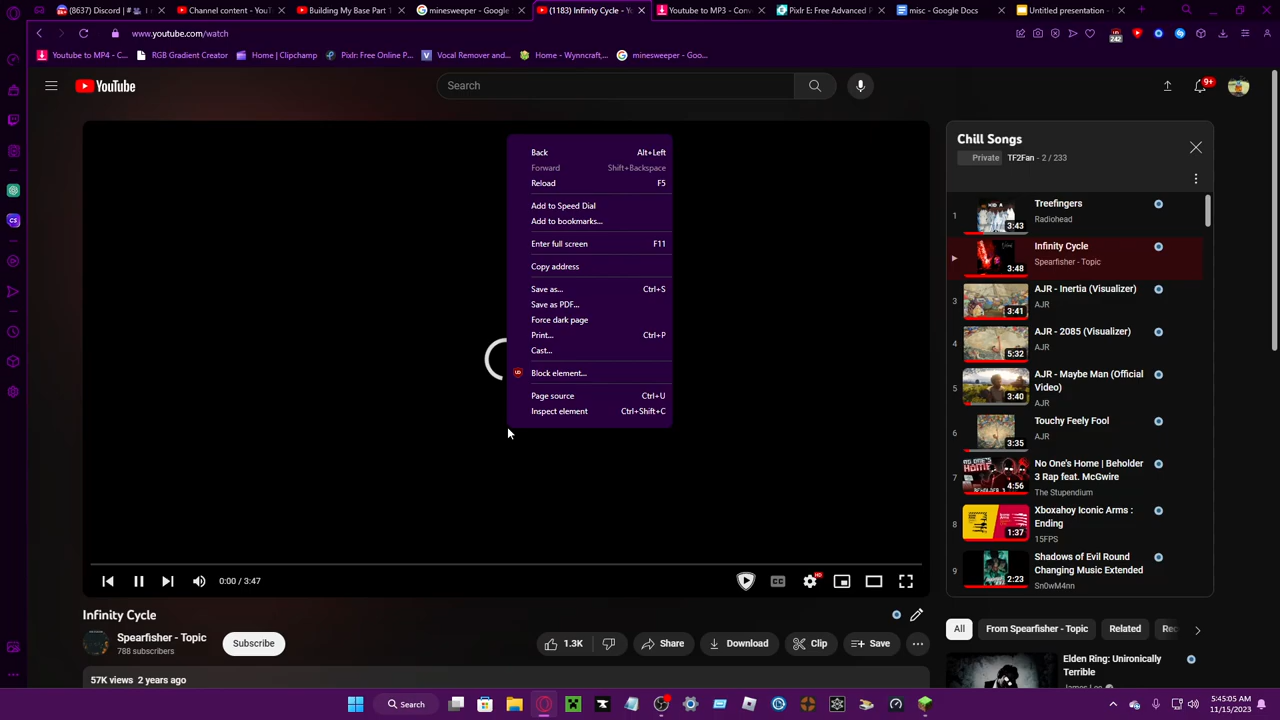 (8637) Discord | #
Channel content - YouT
Building My Base Part 1
minesweeper - Google
(1183) Infinity Cycle - Y
Youtube to MP3 - Conv
Pixlr E: Free Advanced P
misc - Google Docs
Untitled presentation -
www.youtube.com/watch
242
Youtube to MP4 - C...
RGB Gradient Creator
Home | Clipchamp
Pixlr: Free Online P...
Vocal Remover and...
Home - Wynncraft,...
minesweeper - Goo...
YouTube
Search
9+
Back Alt+Left
Forward Shift+Backspace
Reload F5
Add to Speed Dial
Add to bookmarks...
Enter full screen F11
Copy address
Save as... Ctrl+S
Save as PDF...
Force dark page
Print... Ctrl+P
Cast...
Block element...
Page source Ctrl+U
Inspect element Ctrl+Shift+C
Chill Songs
Private TF2Fan - 2 / 233
1
Treefingers
Radiohead
3:43
Infinity Cycle
Spearfisher - Topic
3:48
3
AJR - Inertia (Visualizer)
AJR
3:41
4
AJR - 2085 (Visualizer)
AJR
5:32
5
AJR - Maybe Man (Official
Video)
AJR
3:40
6
Touchy Feely Fool
AJR
3:35
7
No One's Home | Beholder
3 Rap feat. McGwire
The Stupendium
4:56
8
Xboxahoy Iconic Arms :
Ending
15FPS
1:37
9
Shadows of Evil Round
Changing Music Extended
Sn0wM4nn
2:23
0:00 / 3:47
CC
HD
Infinity Cycle
Spearfisher - Topic
788 subscribers
Subscribe
1.3K
Share
Download
Clip
Save
57K views 2 years ago
All
From Spearfisher - Topic
Related
Rec
Elden Ring: Unironically
Terrible
Search
5:45:05 AM
11/15/2023